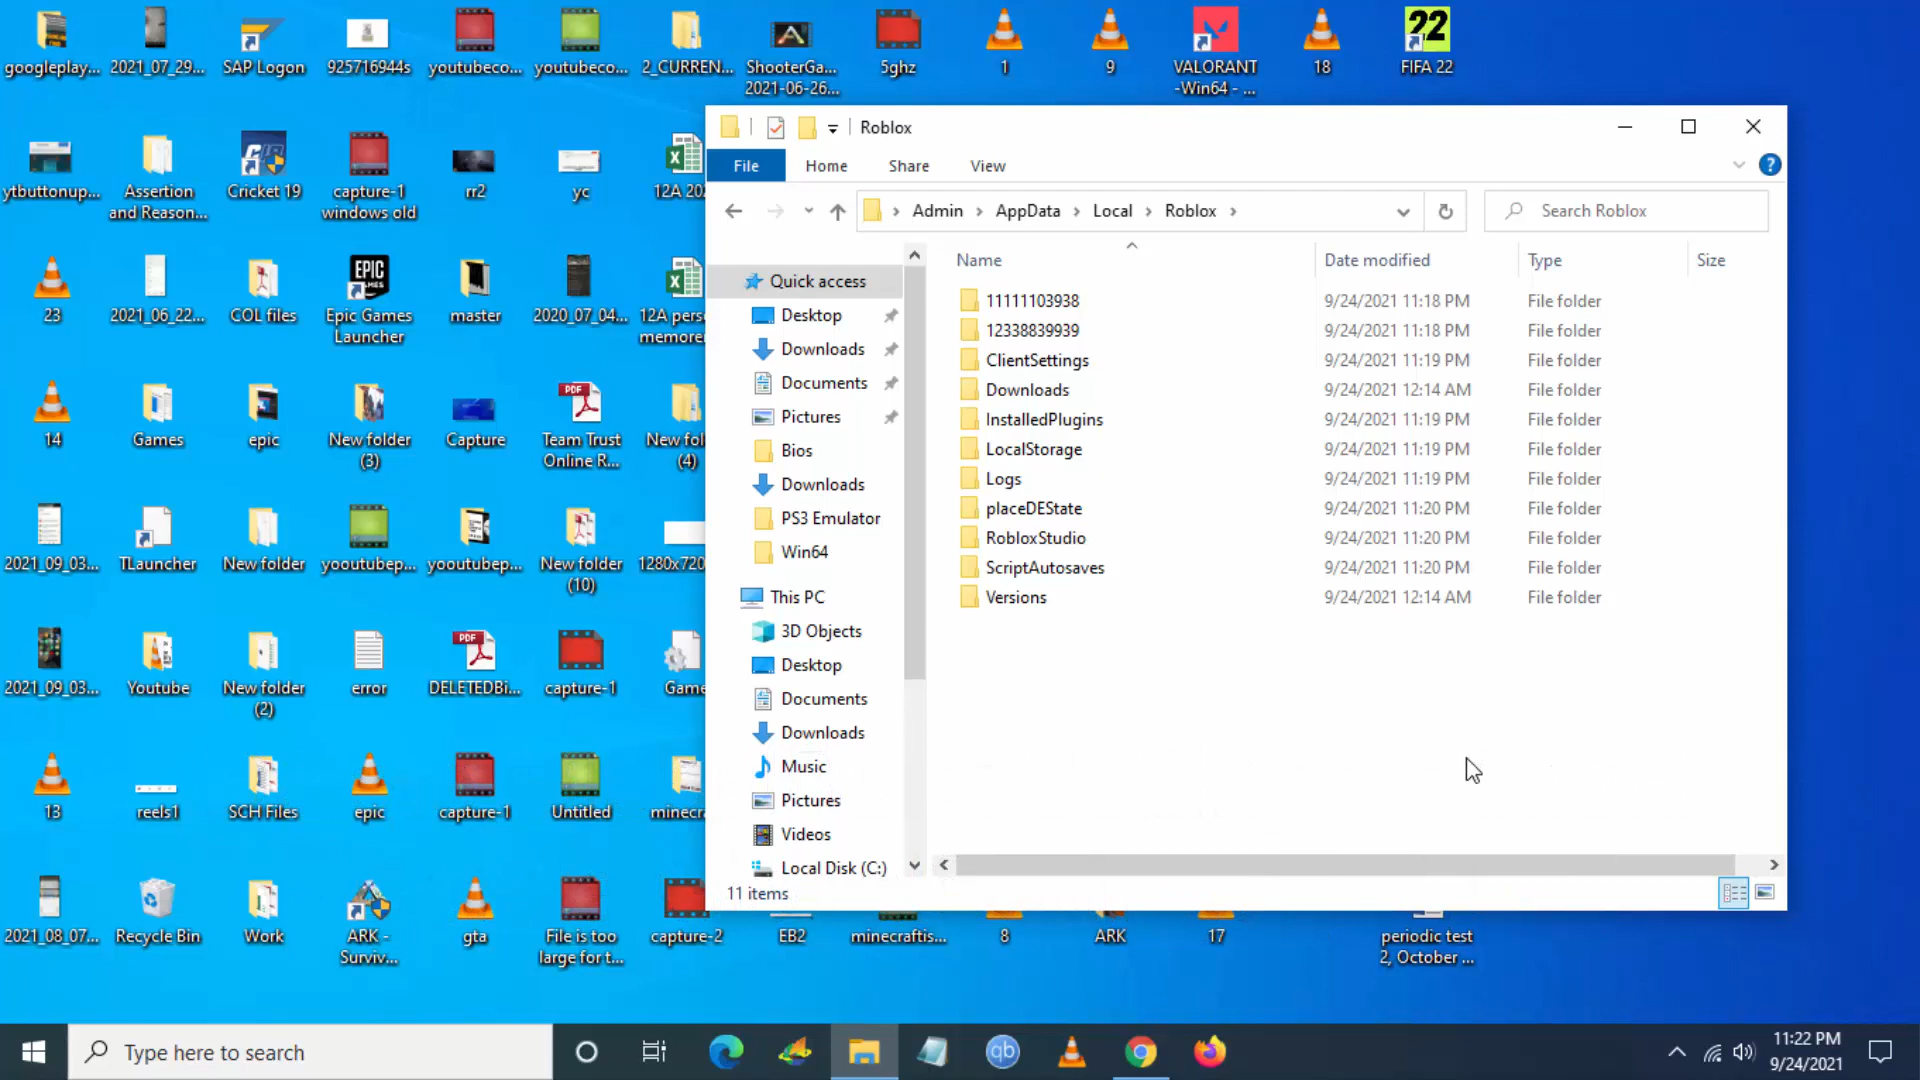 googleplay...
2021_07_29...
SAP Logon
925716944s
youtubeco...
youtubeco...
2_CURREN...
ShooterGa...
2021-06-26...
5ghz
1
9
VALORANT
-Win64 - ...
18
22
FIFA 22
ytbuttonup...
Assertion
and Reason...
Cricket 19
capture-1
windows old
rr2
yc
12A 202
23
2021_06_22...
COL files
EPIC
GAMES
Epic Games
Launcher
master
2020_07_04...
12A pers
memorer
14
Games
epic
New folder
(3)
Capture
PDF
Team Trust
Online R...
New fol
(4)
2021_09_03...
TLauncher
New folder
yooutubep...
yooutubep...
New folder
(10)
1280x720
2021_09_03...
Youtube
New folder
(2)
error
PDF
DELETEDBi...
capture-1
Game
13
reels1
SCH Files
epic
capture-1
Untitled
minecr
2021_08_07...
Recycle Bin
Work
ARK -
Surviv...
gta
File is too
large for t...
capture-2
EB2
minecraftis...
8
ARK
17
periodic test
2, October ...
Roblox
File
Home
Share
View
Admin
AppData
Local
Roblox
Search Roblox
Name
Date modified
Type
Size
Quick access
Desktop
Downloads
Documents
Pictures
Bios
Downloads
PS3 Emulator
Win64
This PC
3D Objects
Desktop
Documents
Downloads
Music
Pictures
Videos
Local Disk (C:)
11111103938 9/24/2021 11:18 PM File folder
12338839939 9/24/2021 11:18 PM File folder
ClientSettings 9/24/2021 11:19 PM File folder
Downloads 9/24/2021 12:14 AM File folder
InstalledPlugins 9/24/2021 11:19 PM File folder
LocalStorage 9/24/2021 11:19 PM File folder
Logs 9/24/2021 11:19 PM File folder
placeDEState 9/24/2021 11:20 PM File folder
RobloxStudio 9/24/2021 11:20 PM File folder
ScriptAutosaves 9/24/2021 11:20 PM File folder
Versions 9/24/2021 12:14 AM File folder
11 items
Type here to search
qb
11:22 PM
9/24/2021